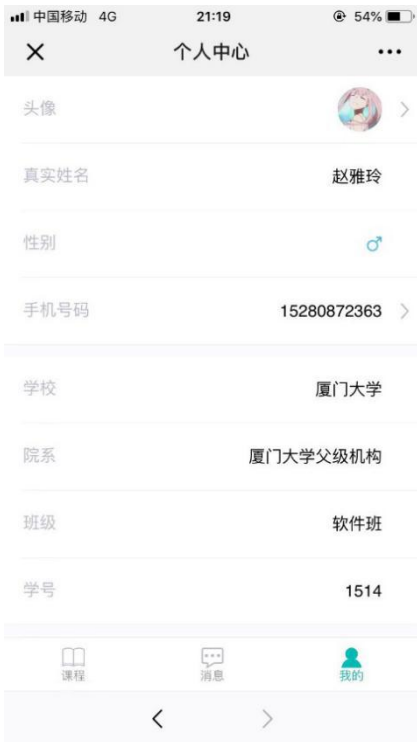 中国移动 4G 21:19 54%
个人中心
头像
真实姓名 赵雅玲
性别
手机号码 15280872363
学校 厦门大学
院系 厦门大学父级机构
班级 软件班
学号 1514
课程 消息 我的